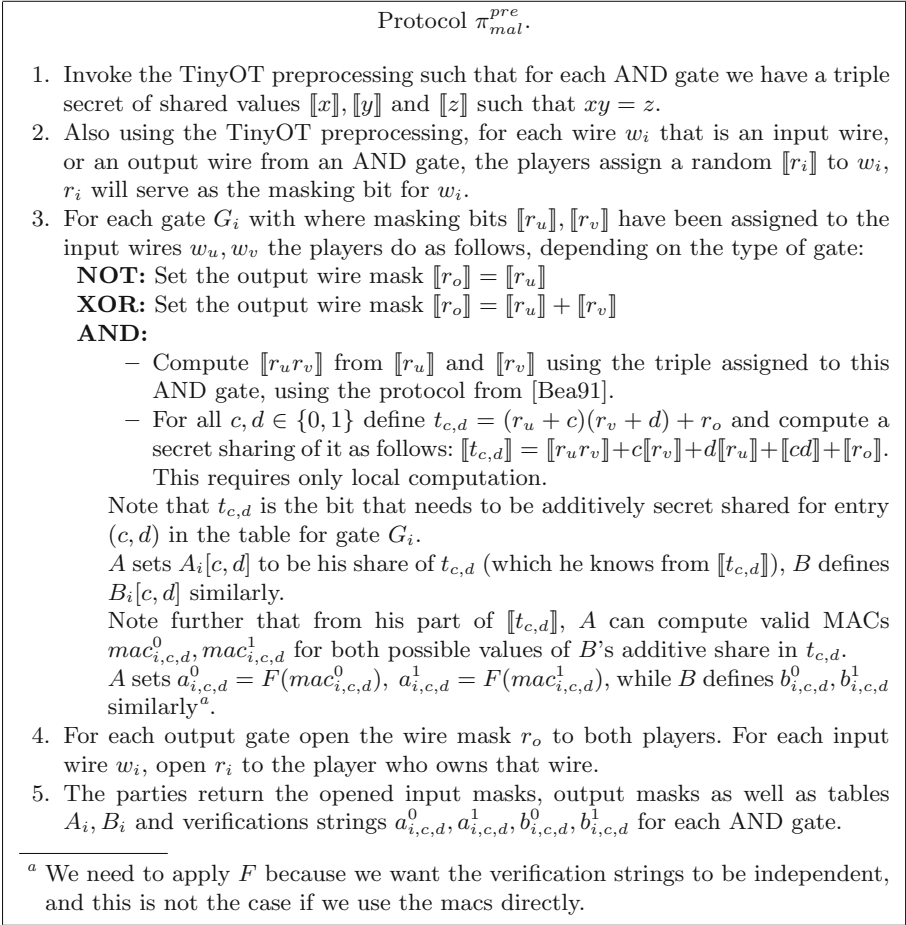 Protocol π^{pre}_{mal}.
1. Invoke the TinyOT preprocessing such that for each AND gate we have a triple
secret of shared values ⟦x⟧, ⟦y⟧ and ⟦z⟧ such that xy = z.
2. Also using the TinyOT preprocessing, for each wire w_i that is an input wire,
or an output wire from an AND gate, the players assign a random ⟦r_i⟧ to w_i,
r_i will serve as the masking bit for w_i.
3. For each gate G_i with where masking bits ⟦r_u⟧, ⟦r_v⟧ have been assigned to the
input wires w_u, w_v the players do as follows, depending on the type of gate:
NOT: Set the output wire mask ⟦r_o⟧ = ⟦r_u⟧
XOR: Set the output wire mask ⟦r_o⟧ = ⟦r_u⟧ + ⟦r_v⟧
AND:
– Compute ⟦r_u r_v⟧ from ⟦r_u⟧ and ⟦r_v⟧ using the triple assigned to this
AND gate, using the protocol from [Bea91].
– For all c, d ∈ {0, 1} define t_{c,d} = (r_u + c)(r_v + d) + r_o and compute a
secret sharing of it as follows: ⟦t_{c,d}⟧ = ⟦r_u r_v⟧+c⟦r_v⟧+d⟦r_u⟧+⟦cd⟧+⟦r_o⟧.
This requires only local computation.
Note that t_{c,d} is the bit that needs to be additively secret shared for entry
(c, d) in the table for gate G_i.
A sets A_i[c, d] to be his share of t_{c,d} (which he knows from ⟦t_{c,d}⟧), B defines
B_i[c, d] similarly.
Note further that from his part of ⟦t_{c,d}⟧, A can compute valid MACs
mac^0_{i,c,d}, mac^1_{i,c,d} for both possible values of B's additive share in t_{c,d}.
A sets a^0_{i,c,d} = F(mac^0_{i,c,d}), a^1_{i,c,d} = F(mac^1_{i,c,d}), while B defines b^0_{i,c,d}, b^1_{i,c,d}
similarly^a.
4. For each output gate open the wire mask r_o to both players. For each input
wire w_i, open r_i to the player who owns that wire.
5. The parties return the opened input masks, output masks as well as tables
A_i, B_i and verifications strings a^0_{i,c,d}, a^1_{i,c,d}, b^0_{i,c,d}, b^1_{i,c,d} for each AND gate.
^a We need to apply F because we want the verification strings to be independent,
and this is not the case if we use the macs directly.